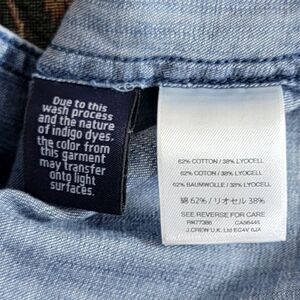 Due to this
wash process
and the nature
of indigo dyes.
the color from
this garment
may transfer
onto light
surfaces.
62% COTTON / 38% LYOCELL
62% COTON / 38% LYOCELL
62% BAUMWOLLE / 38% LYOCELL
綿 62% / リオセル 38%
SEE REVERSE FOR CARE
RN77388 CA56445
J.CREW U.K. Ltd EC4V 6JA